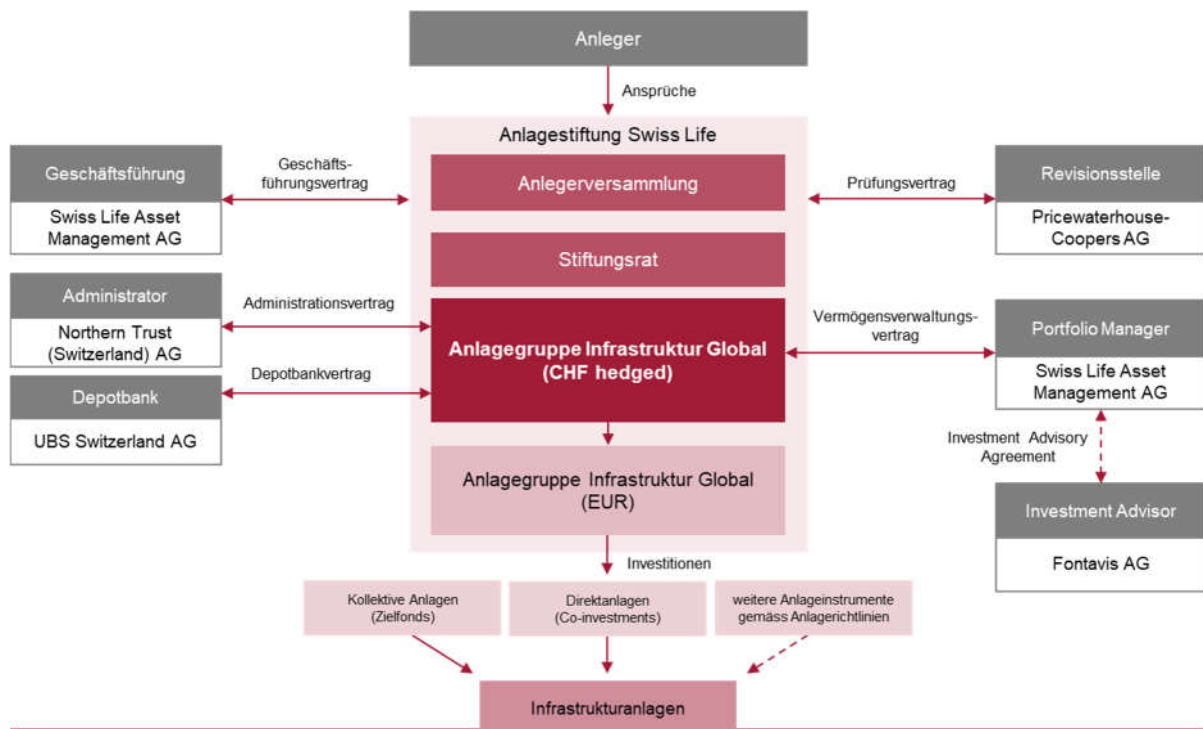 Anleger
Ansprüche
Anlagestiftung Swiss Life
Geschäftsführung
Swiss Life Asset
Management AG
Geschäfts-
führungsvertrag
Anlegerversammlung
Prüfungsvertrag
Revisionsstelle
Pricewaterhouse-
Coopers AG
Stiftungsrat
Administrator
Northern Trust
(Switzerland) AG
Administrationsvertrag
Anlagegruppe Infrastruktur Global
(CHF hedged)
Vermögensverwaltungs-
vertrag
Portfolio Manager
Swiss Life Asset
Management AG
Depotbankvertrag
Depotbank
UBS Switzerland AG
Anlagegruppe Infrastruktur Global
(EUR)
Investment Advisory
Agreement
Investment Advisor
Fontavis AG
Investitionen
Kollektive Anlagen
(Zielfonds)
Direktanlagen
(Co-investments)
weitere Anlageinstrumente
gemäss Anlagerichtlinien
Infrastrukturanlagen